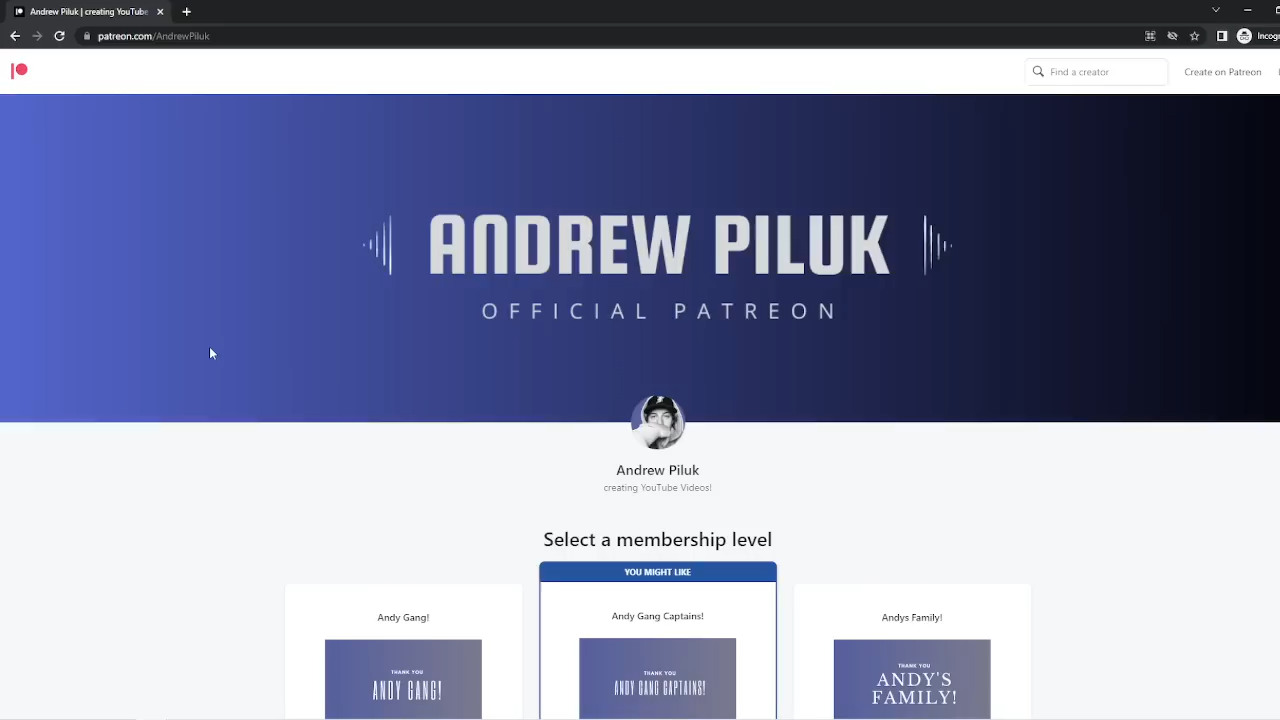 Andrew Piluk | creating YouTube
patreon.com/AndrewPiluk
Incogn
Find a creator
Create on Patreon
ANDREW PILUK
OFFICIAL PATREON
Andrew Piluk
creating YouTube Videos!
Select a membership level
YOU MIGHT LIKE
Andy Gang!
Andy Gang Captains!
Andys Family!
THANK YOU
ANDY GANG!
THANK YOU
ANDY GANG CAPTAINS!
THANK YOU
ANDY'S
FAMILY!